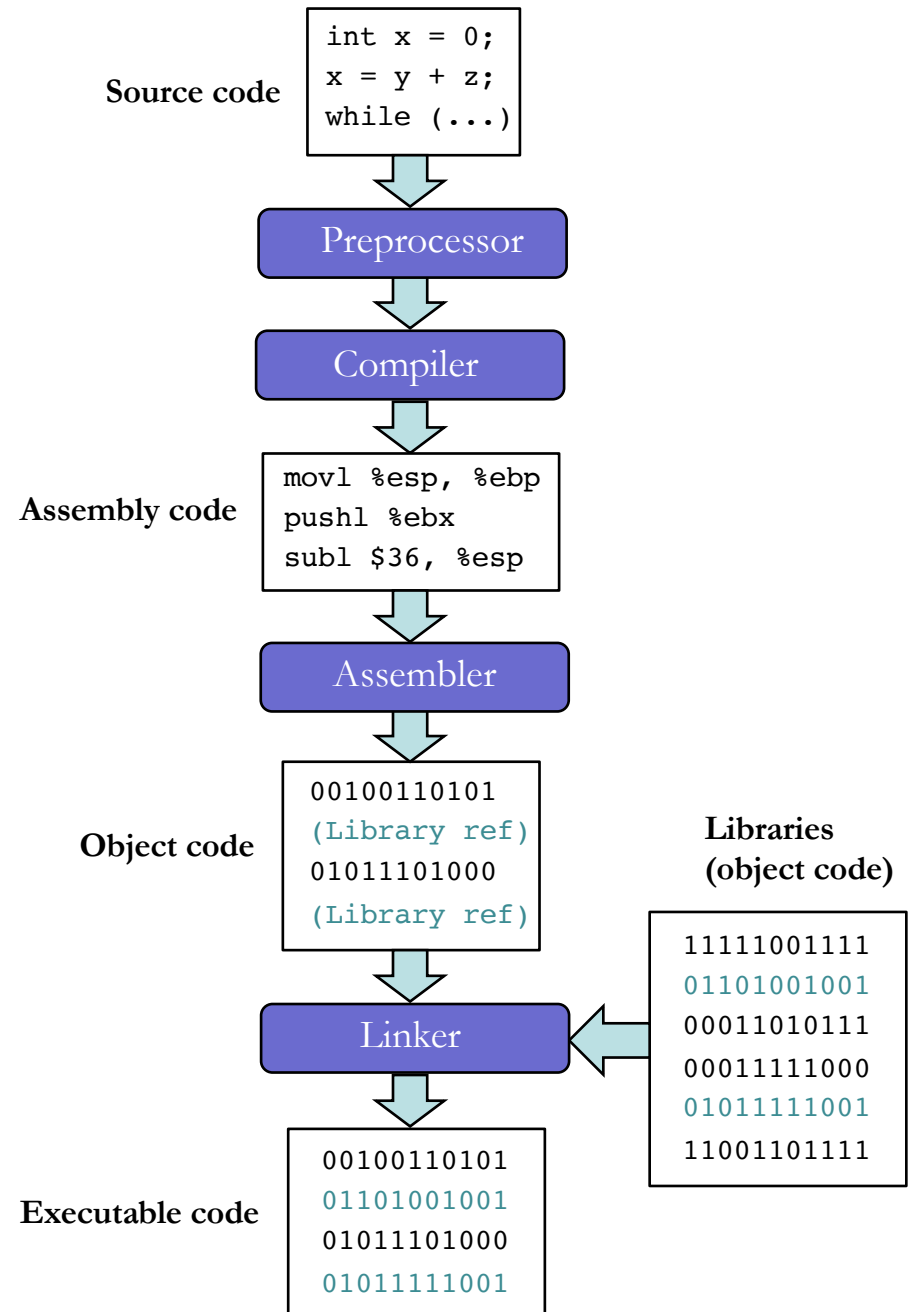 int x = 0;
x = y + z;
while (...)
Source code
Preprocessor
Compiler
movl %esp, %ebp
pushl %ebx
subl $36, %esp
Assembly code
Assembler
00100110101
(Library ref)
01011101000
(Library ref)
Object code
Libraries
(object code)
11111001111
01101001001
00011010111
00011111000
01011111001
11001101111
Linker
00100110101
01101001001
01011101000
01011111001
Executable code